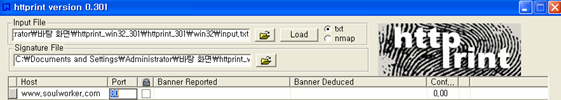 httprint version 0.301
Input File
rator₩바탕 화면₩httprint_win32_301₩httprint_301₩win32₩input.txt
Load
txt
nmap
Signature File
C:₩Documents and Settings₩Administrator₩바탕 화면₩httprint_v
http
print
Host Port Banner Reported Banner Deduced Conf...
www.soulworker.com 80 0,00